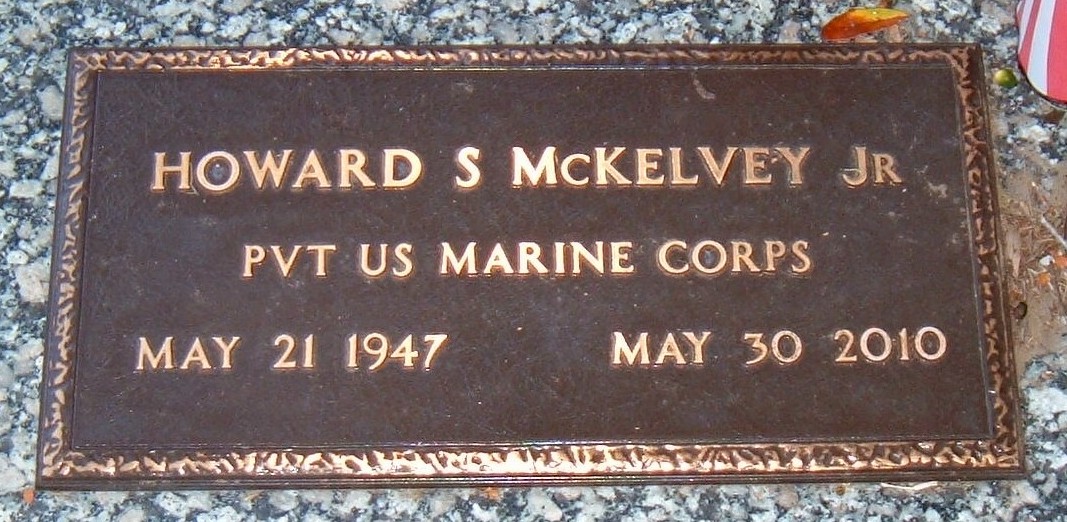 HOWARD S MCKELVEY JR
PVT US MARINE CORPS
MAY 21 1947 MAY 30 2010